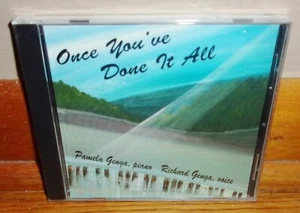 Once You've
Done It All
Pamela Genga, piano Richard Genga, voice